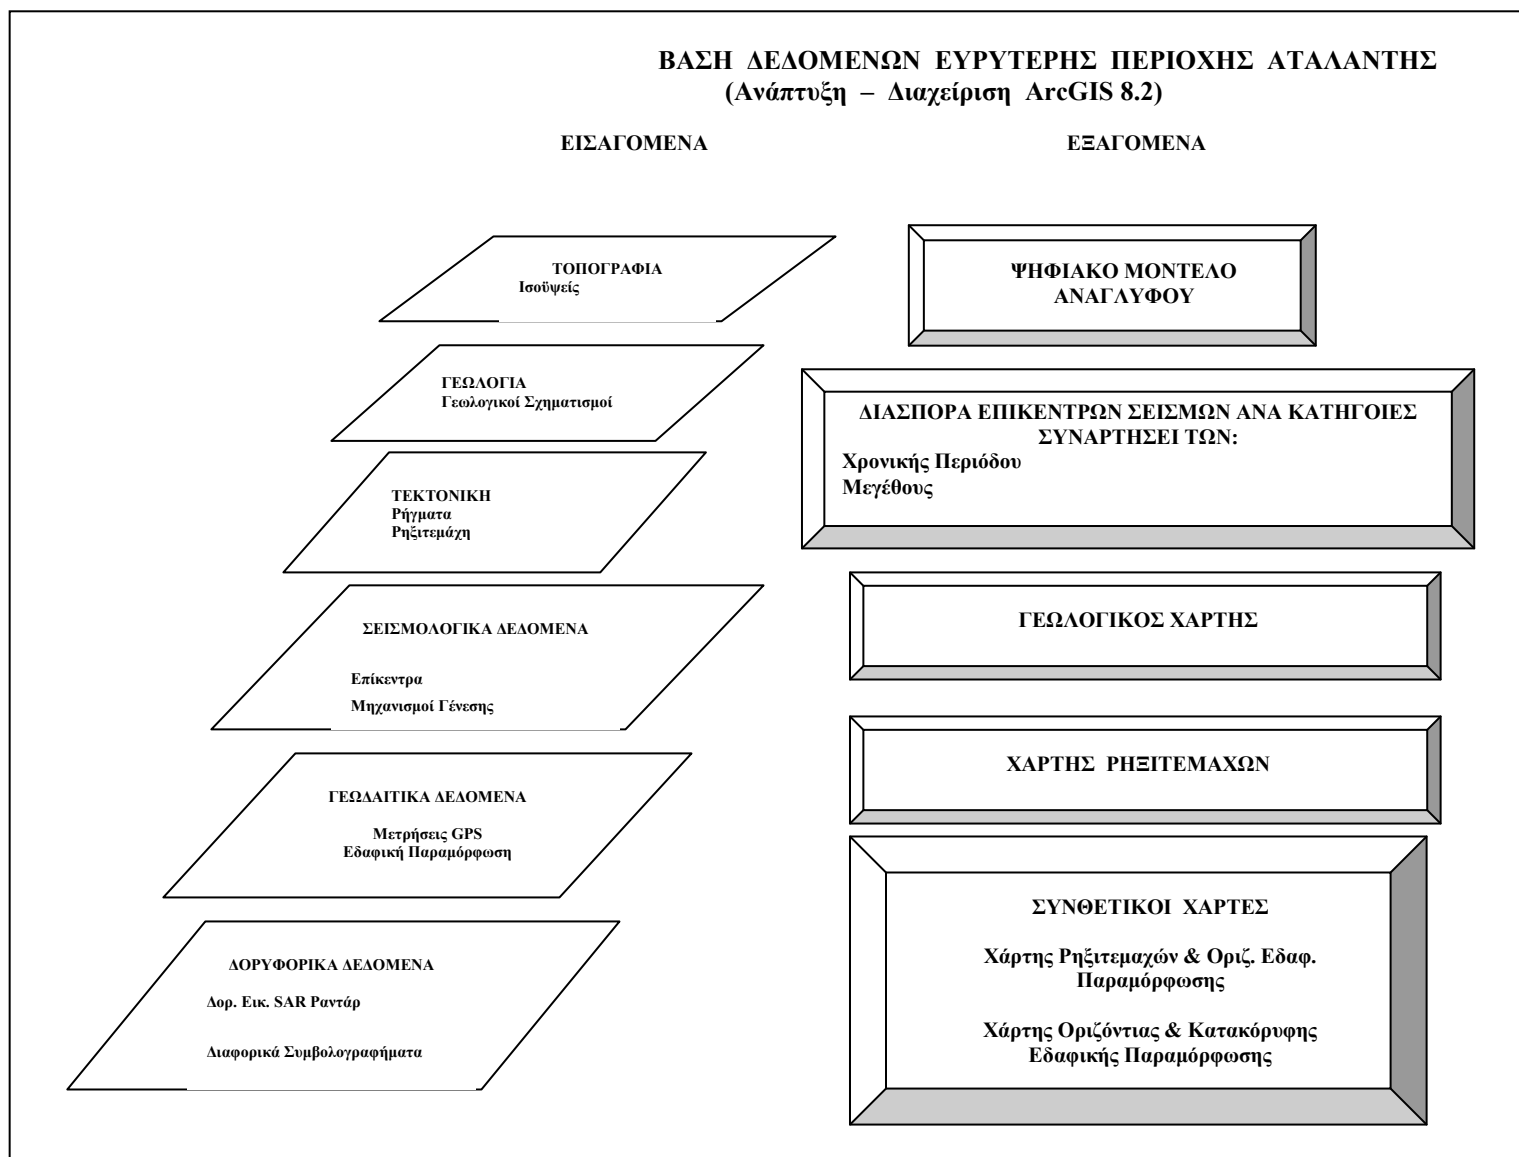 ΒΑΣΗ ΔΕΔΟΜΕΝΩΝ ΕΥΡΥΤΕΡΗΣ ΠΕΡΙΟΧΗΣ ΑΤΑΛΑΝΤΗΣ
(Ανάπτυξη – Διαχείριση ArcGIS 8.2)
ΕΙΣΑΓΟΜΕΝΑ
ΤΟΠΟΓΡΑΦΙΑ
Ισοϋψείς
ΓΕΩΛΟΓΙΑ
Γεωλογικοί Σχηματισμοί
ΤΕΚΤΟΝΙΚΗ
Ρήγματα
Ρηξιτεμάχη
ΣΕΙΣΜΟΛΟΓΙΚΑ ΔΕΔΟΜΕΝΑ
Επίκεντρα
Μηχανισμοί Γένεσης
ΓΕΩΔΑΙΤΙΚΑ ΔΕΔΟΜΕΝΑ
Μετρήσεις GPS
Εδαφική Παραμόρφωση
ΔΟΡΥΦΟΡΙΚΑ ΔΕΔΟΜΕΝΑ
Δορ. Εικ. SAR Ραντάρ
Διαφορικά Συμβολογραφήματα
ΕΞΑΓΟΜΕΝΑ
ΨΗΦΙΑΚΟ ΜΟΝΤΕΛΟ
ΑΝΑΓΛΥΦΟΥ
ΔΙΑΣΠΟΡΑ ΕΠΙΚΕΝΤΡΩΝ ΣΕΙΣΜΩΝ ΑΝΑ ΚΑΤΗΓΟΙΕΣ
ΣΥΝΑΡΤΗΣΕΙ ΤΩΝ:
Χρονικής Περιόδου
Μεγέθους
ΓΕΩΛΟΓΙΚΟΣ ΧΑΡΤΗΣ
ΧΑΡΤΗΣ ΡΗΞΙΤΕΜΑΧΩΝ
ΣΥΝΘΕΤΙΚΟΙ ΧΑΡΤΕΣ
Χάρτης Ρηξιτεμαχών & Οριζ. Εδαφ.
Παραμόρφωσης
Χάρτης Οριζόντιας & Κατακόρυφης
Εδαφικής Παραμόρφωσης